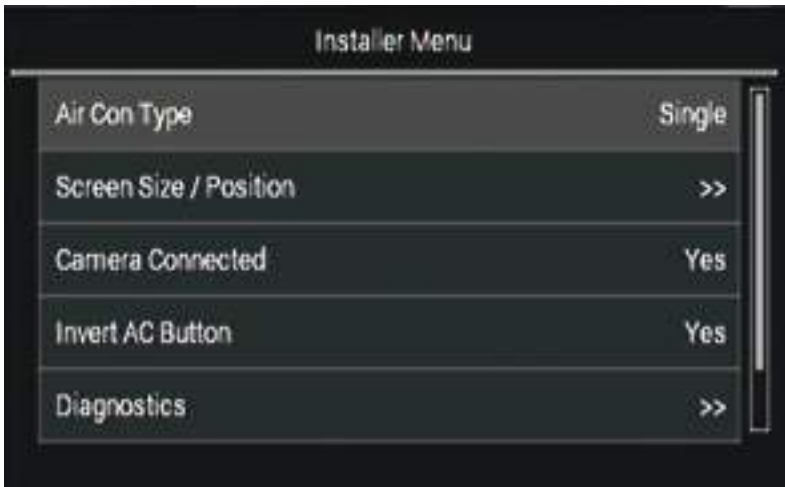 Installer Menu
Air Con Type Single
Screen Size / Position >>
Camera Connected Yes
Invert AC Button Yes
Diagnostics >>